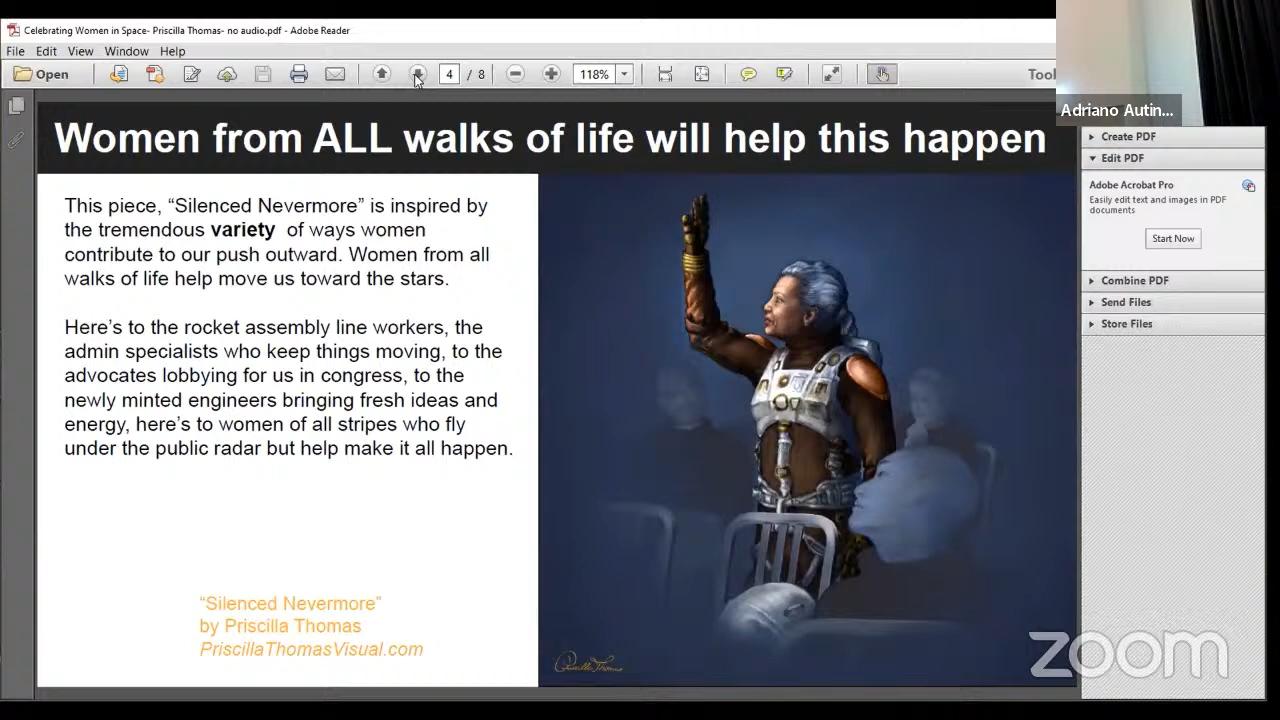 Celebrating Women in Space- Priscilla Thomas- no audio.pdf - Adobe Reader
File Edit View Window Help
Open 4 / 8 118% Tool
Adriano Autin...
Women from ALL walks of life will help this happen
This piece, “Silenced Nevermore” is inspired by
the tremendous variety of ways women
contribute to our push outward. Women from all
walks of life help move us toward the stars.
Here’s to the rocket assembly line workers, the
admin specialists who keep things moving, to the
advocates lobbying for us in congress, to the
newly minted engineers bringing fresh ideas and
energy, here’s to women of all stripes who fly
under the public radar but help make it all happen.
“Silenced Nevermore”
by Priscilla Thomas
PriscillaThomasVisual.com
Priscilla Thomas
Create PDF
Edit PDF
Adobe Acrobat Pro
Easily edit text and images in PDF
documents
Start Now
Combine PDF
Send Files
Store Files
zoom